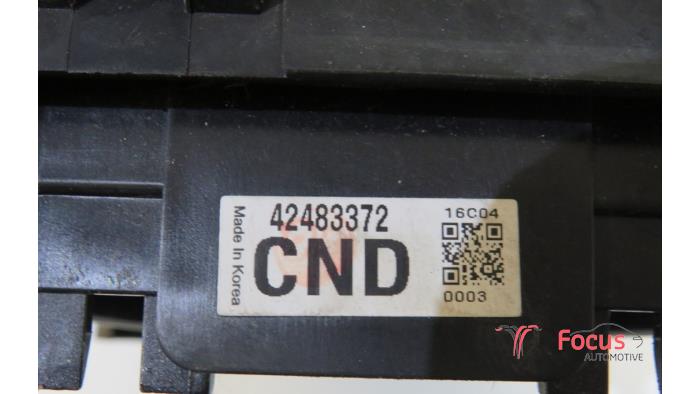 Made In Korea
42483372
CND
16C04
0003
Focus
AUTOMOTIVE